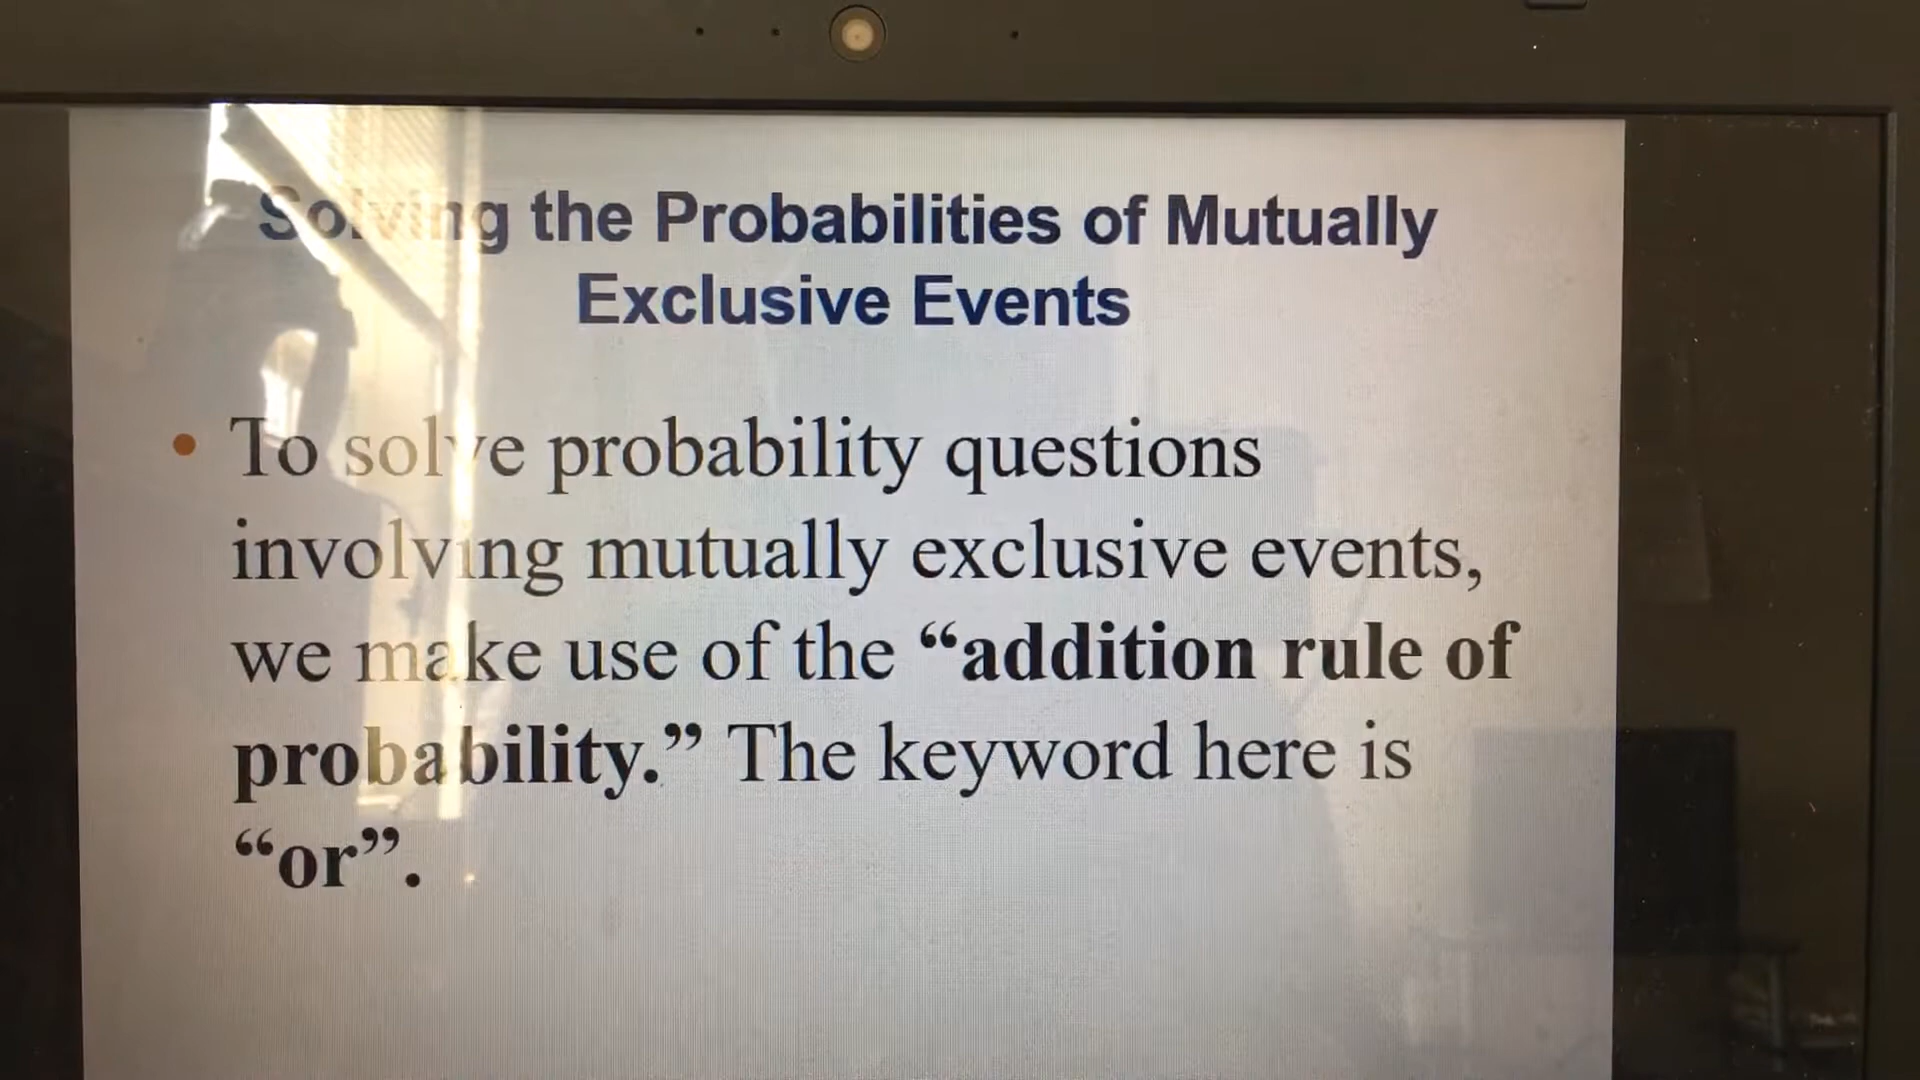 Solving the Probabilities of Mutually
Exclusive Events
• To solve probability questions
involving mutually exclusive events,
we make use of the “addition rule of
probability.” The keyword here is
“or”.